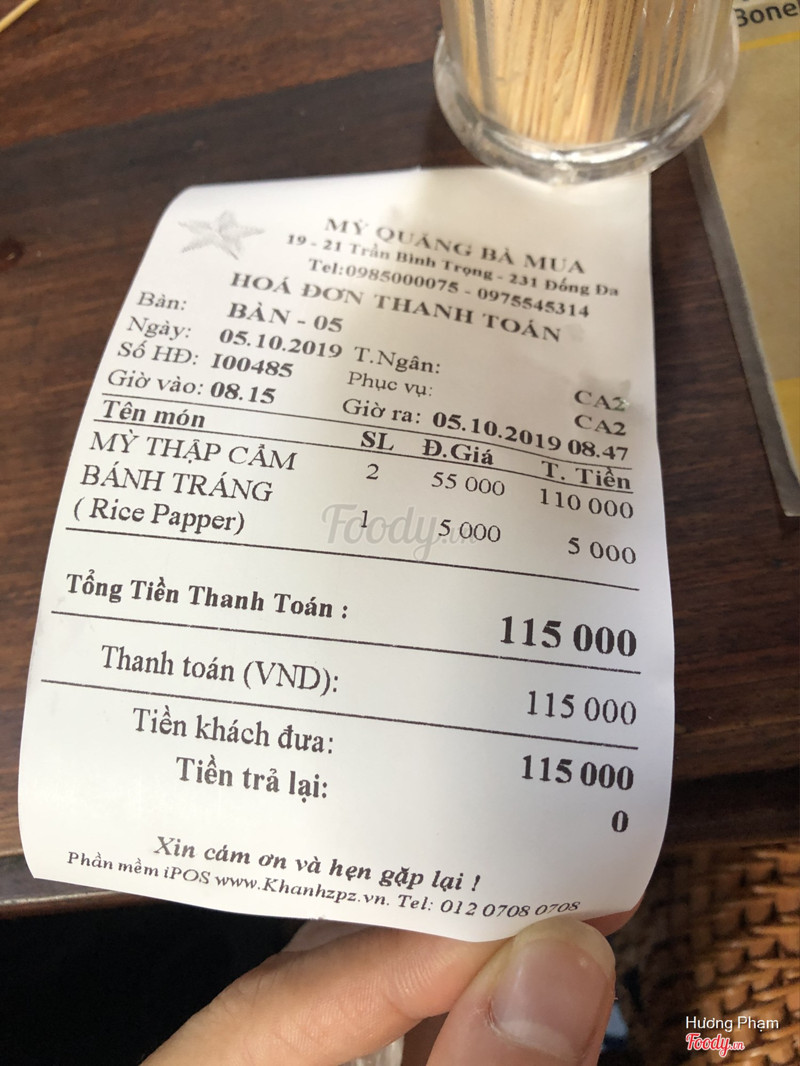 Bonel
MỲ QUẢNG BÀ MUA
19 - 21 Trần Bình Trọng - 231 Đống Đa
Tel:0985000075 - 0975545314
HOÁ ĐƠN THANH TOÁN
Bàn: BÀN - 05
Ngày: 05.10.2019 T.Ngân: CA2
Số HĐ: I00485 Phục vụ: CA2
Giờ vào: 08.15 Giờ ra: 05.10.2019 08.47
Tên món SL Đ.Giá T. Tiền
MỲ THẬP CẨM 2 55 000 110 000
BÁNH TRÁNG
( Rice Papper) 1 5 000 5 000
Tổng Tiền Thanh Toán : 115 000
Thanh toán (VND): 115 000
Tiền khách đưa: 115 000
Tiền trả lại: 0
Xin cám ơn và hẹn gặp lại !
Phần mềm iPOS www.Khanhzpz.vn. Tel: 012 0708 0708
Foody.vn
Hương Phạm
Foody.vn